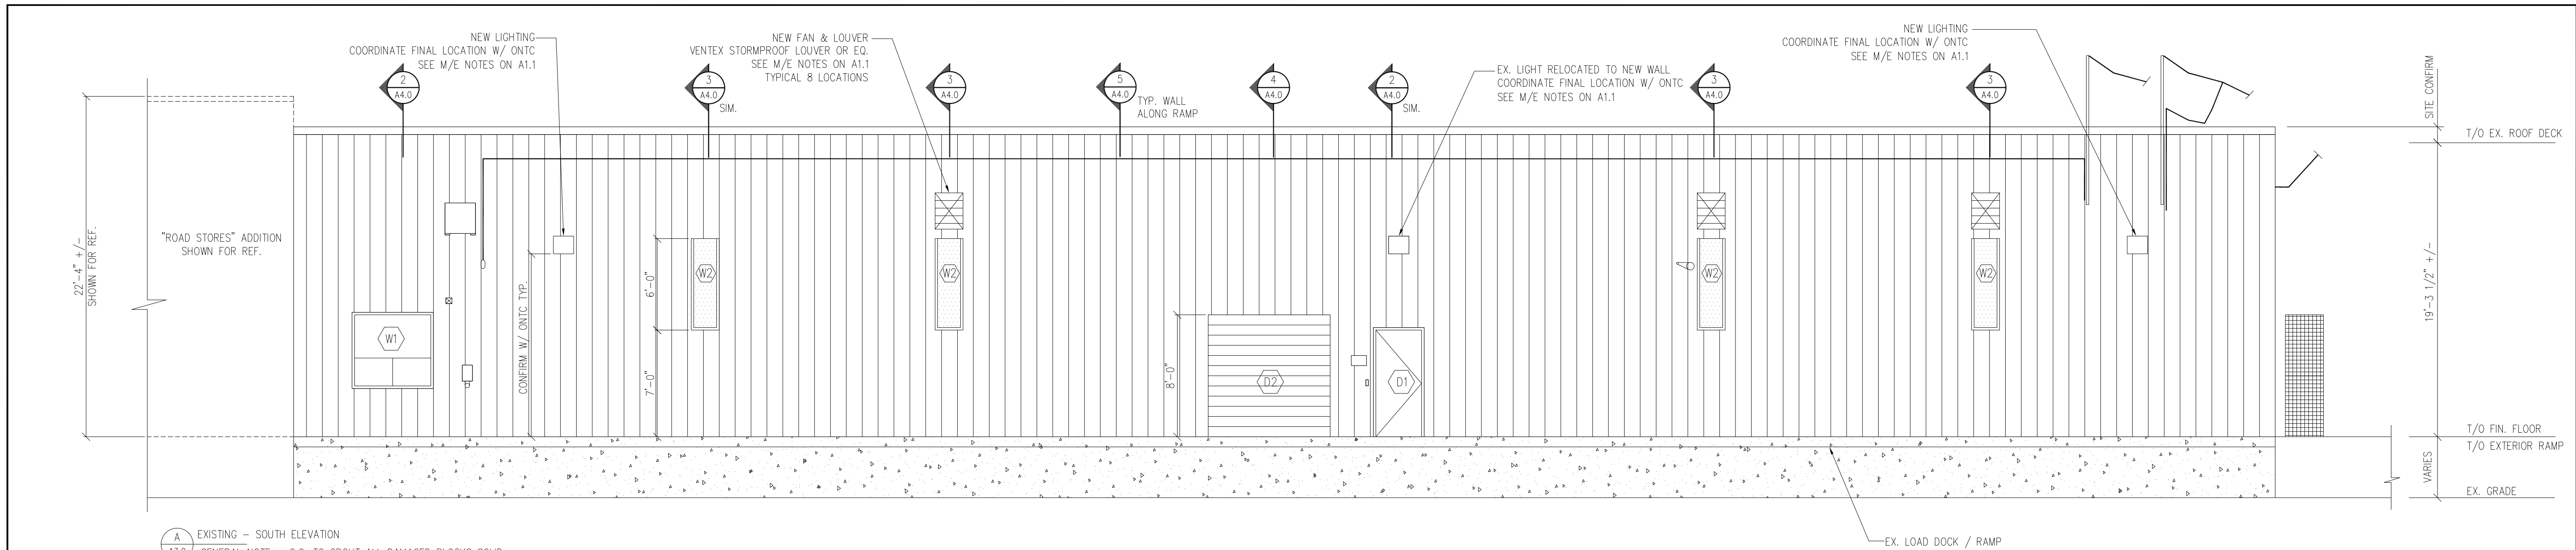 NEW LIGHTING
COORDINATE FINAL LOCATION W/ ONTC
SEE M/E NOTES ON A1.1
NEW FAN & LOUVER
VENTEX STORMPROOF LOUVER OR EQ.
SEE M/E NOTES ON A1.1
TYPICAL 8 LOCATIONS
NEW LIGHTING
COORDINATE FINAL LOCATION W/ ONTC
SEE M/E NOTES ON A1.1
EX. LIGHT RELOCATED TO NEW WALL
COORDINATE FINAL LOCATION W/ ONTC
SEE M/E NOTES ON A1.1
2
A4.0
3
A4.0
SIM.
3
A4.0
5
A4.0
TYP. WALL
ALONG RAMP
4
A4.0
2
A4.0
SIM.
3
A4.0
3
A4.0
SITE CONFIRM
T/O EX. ROOF DECK
22'-4" +/-
SHOWN FOR REF.
"ROAD STORES" ADDITION
SHOWN FOR REF.
W1
CONFIRM W/ ONTC TYP.
6'-0"
7'-0"
W2
W2
8'-0"
D2
D1
W2
W2
19'-3 1/2" +/-
T/O FIN. FLOOR
T/O EXTERIOR RAMP
VARIES
EX. GRADE
EX. LOAD DOCK / RAMP
A
EXISTING - SOUTH ELEVATION